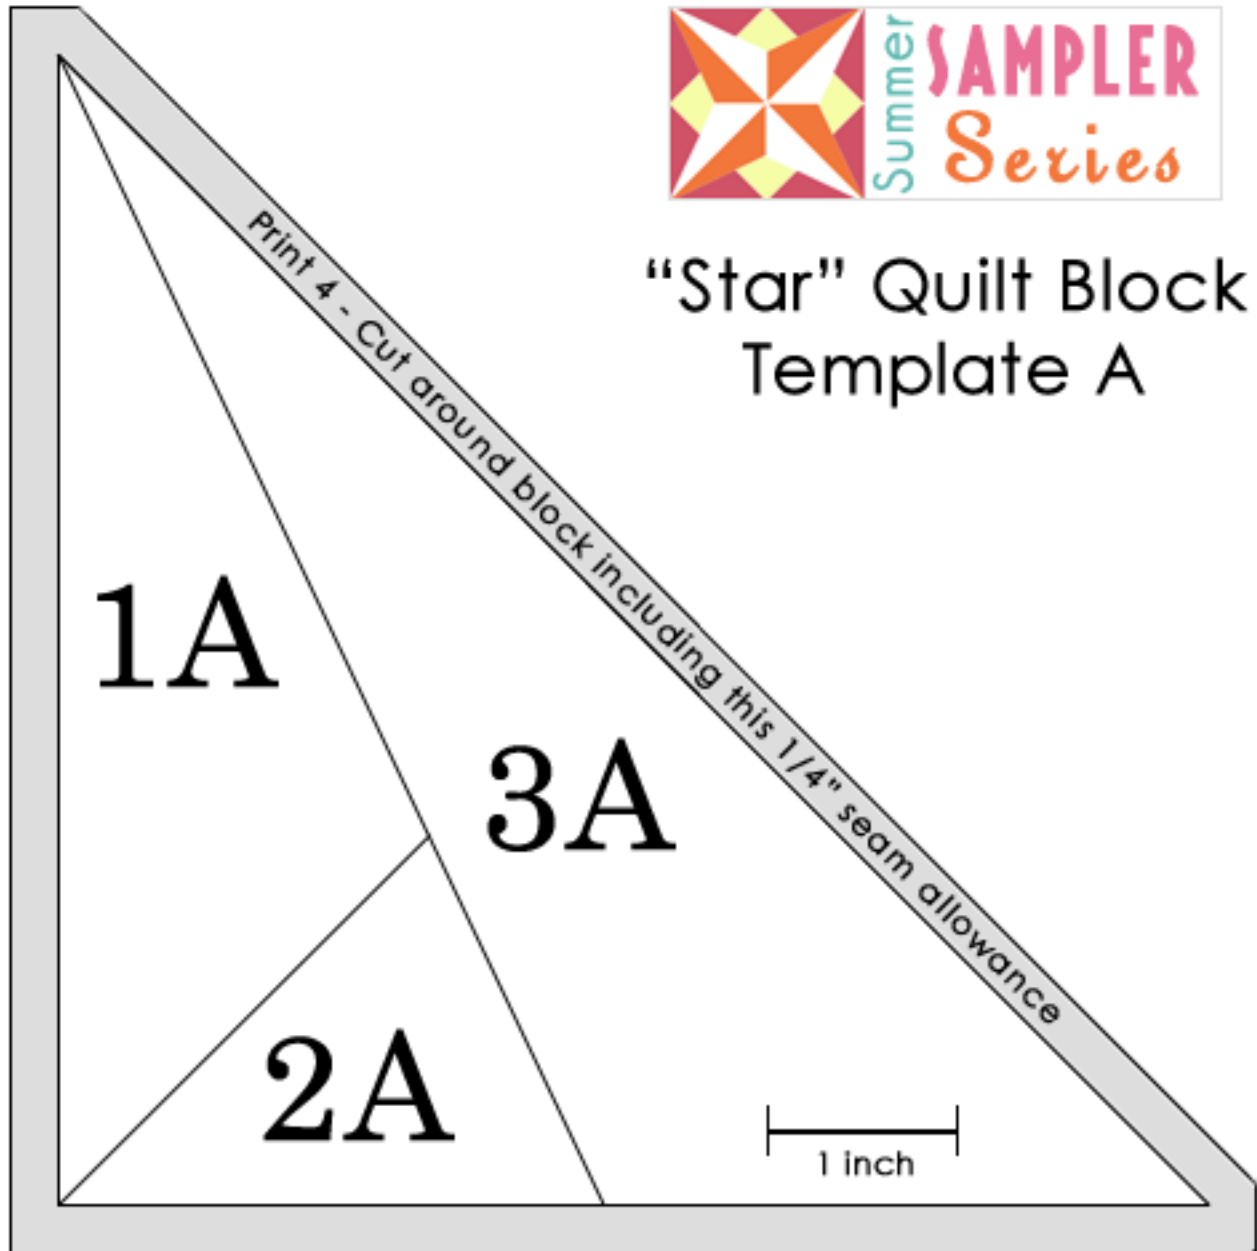 Summer
SAMPLER
Series
“Star” Quilt Block
Template A
Print 4 - Cut around block including this 1/4" seam allowance
1A
3A
2A
1 inch